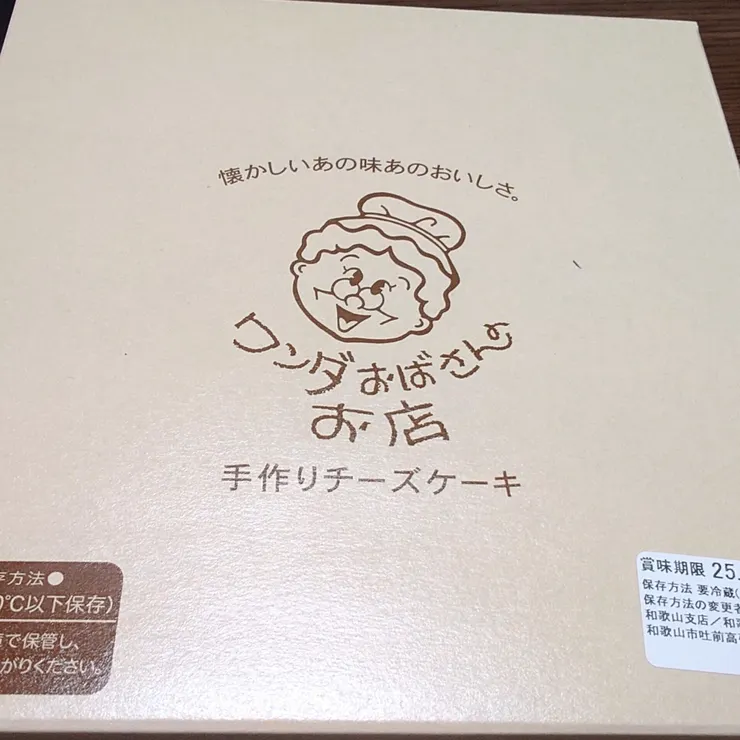 懐かしいあの味あのおいしさ。
ワンダおばさんの
お店
手作りチーズケーキ
存方法●
0℃以下保存)
で保管し、
がりください。
賞味期限 25.
保存方法 要冷蔵(
保存方法の変更者
和歌山支店/和歌
和歌山市吐前高